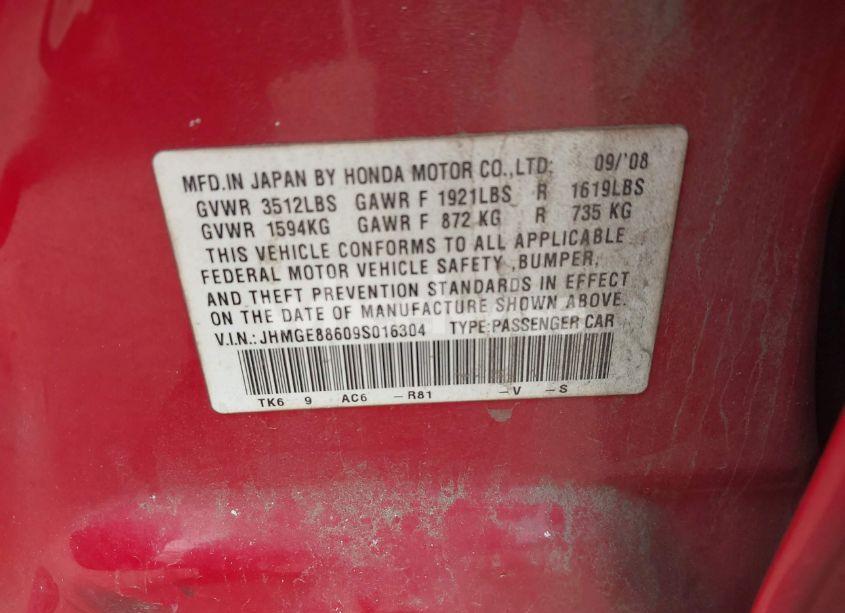 MFD.IN JAPAN BY HONDA MOTOR CO.,LTD: 09/'08
GVWR 3512LBS GAWR F 1921LBS R 1619LBS
GVWR 1594KG GAWR F 872 KG R 735 KG
THIS VEHICLE CONFORMS TO ALL APPLICABLE
FEDERAL MOTOR VEHICLE SAFETY ,BUMPER,
AND THEFT PREVENTION STANDARDS IN EFFECT
ON THE DATE OF MANUFACTURE SHOWN ABOVE.
V.I.N.: JHMGE88609S016304 TYPE:PASSENGER CAR
TK6 9 AC6 -R81 -V -S